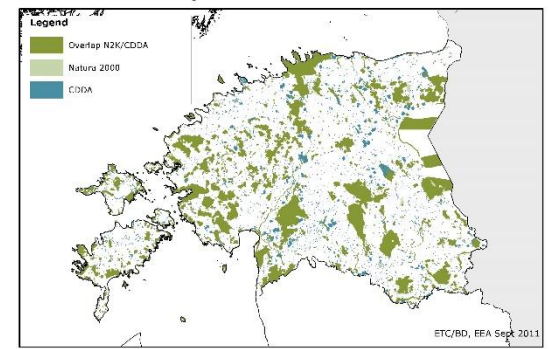 Legend
Overlap N2K/CDDA
Natura 2000
CDDA
ETC/BD, EEA Sept 2011